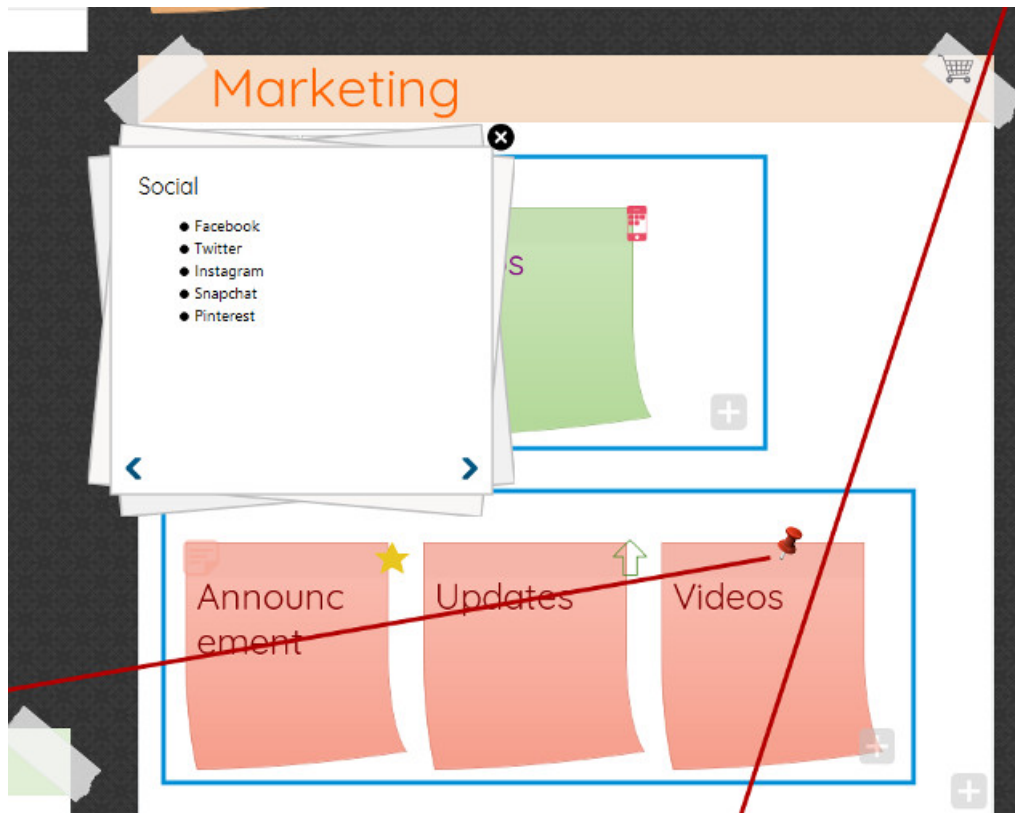 Marketing
Social
Facebook
Twitter
Instagram
Snapchat
Pinterest
Announc
ement
Updates
Videos